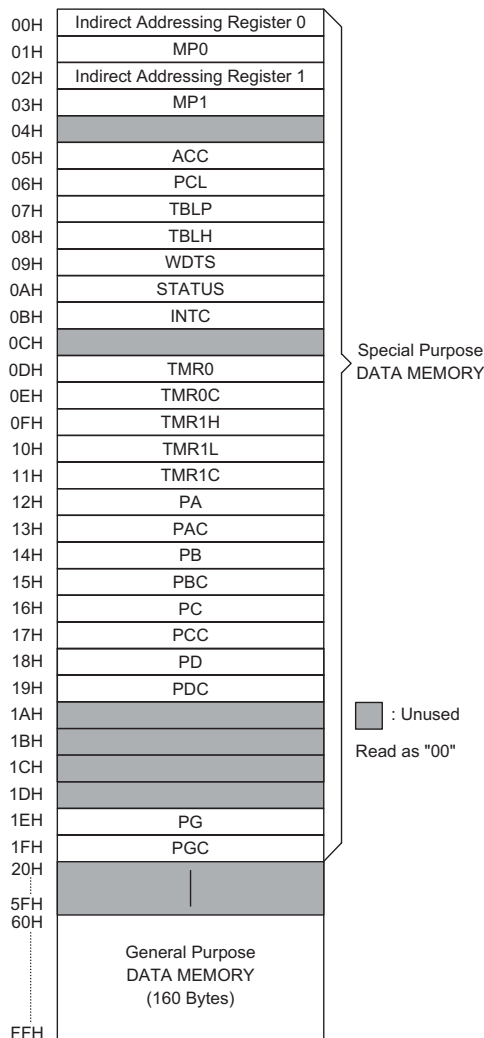 00H Indirect Addressing Register 0
01H MP0
02H Indirect Addressing Register 1
03H MP1
04H
05H ACC
06H PCL
07H TBLP
08H TBLH
09H WDTS
0AH STATUS
0BH INTC
0CH
0DH TMR0
0EH TMR0C
0FH TMR1H
10H TMR1L
11H TMR1C
12H PA
13H PAC
14H PB
15H PBC
16H PC
17H PCC
18H PD
19H PDC
1AH
1BH
1CH
1DH
1EH PG
1FH PGC
20H
5FH
60H
General Purpose
DATA MEMORY
(160 Bytes)
FFH
Special Purpose
DATA MEMORY
: Unused
Read as "00"